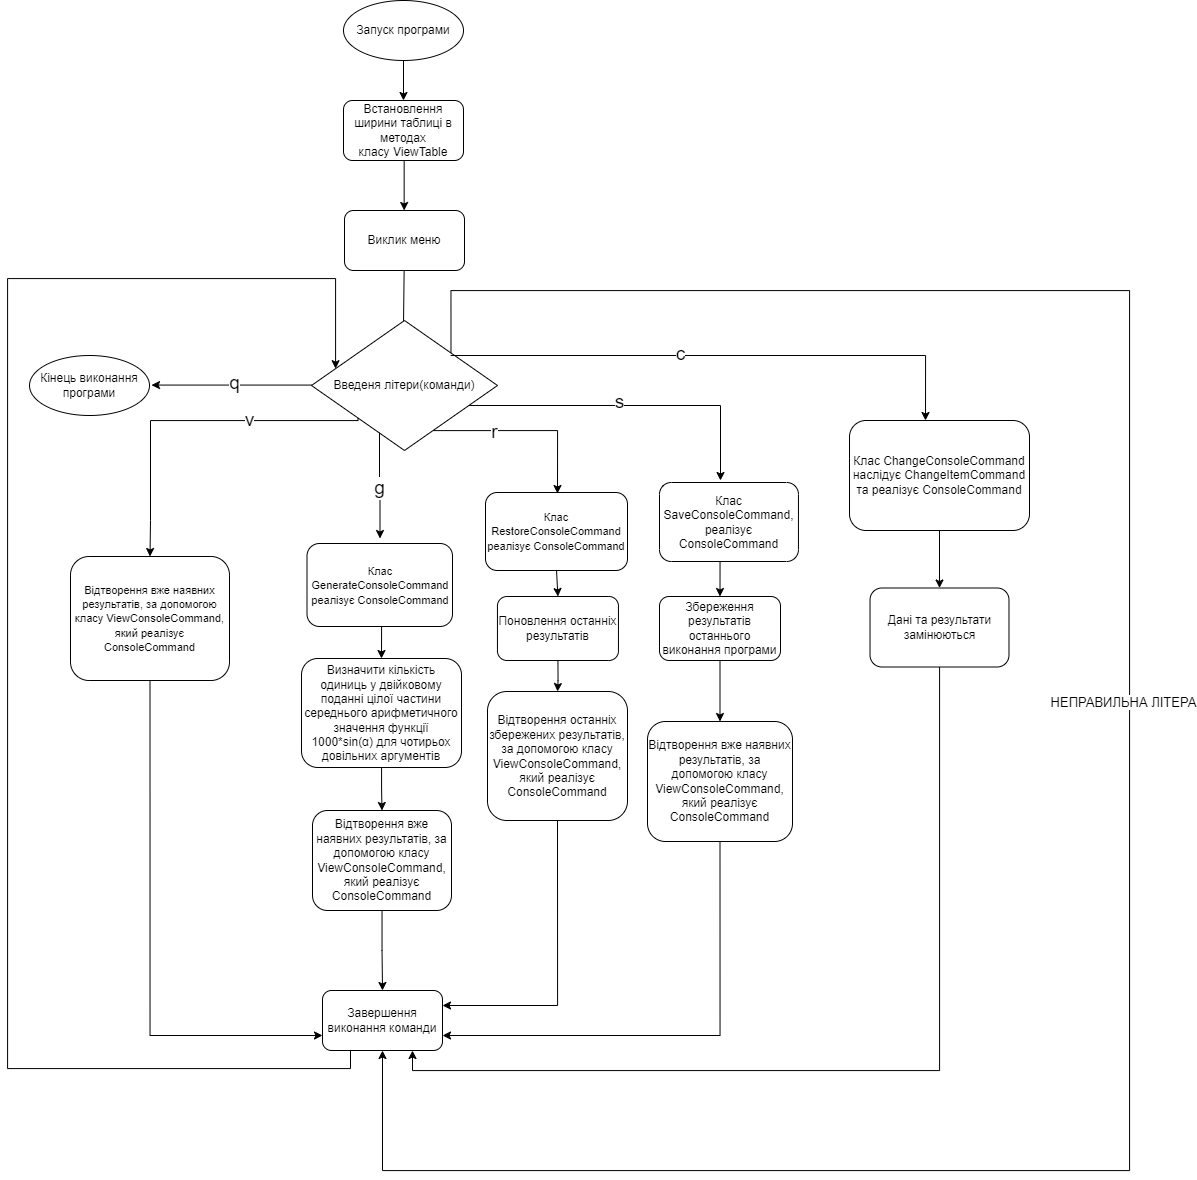 Запуск програми
Встановлення
ширини таблиці в
методах
класу ViewTable
Виклик меню
Введеня літери(команди)
Кінець виконання
програми
q
v
g
r
s
c
Клас ChangeConsoleCommand
наслідує ChangeItemCommand
та реалізує ConsoleCommand
Клас
SaveConsoleCommand,
реалізує
ConsoleCommand
Клас
RestoreConsoleCommand
реалізує ConsoleCommand
Клас
GenerateConsoleCommand
реалізує ConsoleCommand
Відтворення вже наявних
результатів, за допомогою
класу ViewConsoleCommand,
який реалізує
ConsoleCommand
Поновлення останніх
результатів
Збереження
результатів
останнього
виконання програми
Дані та результати
замінюються
Визначити кількість
одиниць у двійковому
поданні цілої частини
середнього арифметичного
значення функції
1000*sin(α) для чотирьох
довільних аргументів
Відтворення останніх
збережених результатів,
за допомогою класу
ViewConsoleCommand,
який реалізує
ConsoleCommand
Відтворення вже наявних
результатів, за
допомогою класу
ViewConsoleCommand,
який реалізує
ConsoleCommand
НЕПРАВИЛЬНА ЛІТЕРА
Відтворення вже
наявних результатів, за
допомогою класу
ViewConsoleCommand,
який реалізує
ConsoleCommand
Завершення
виконання команди